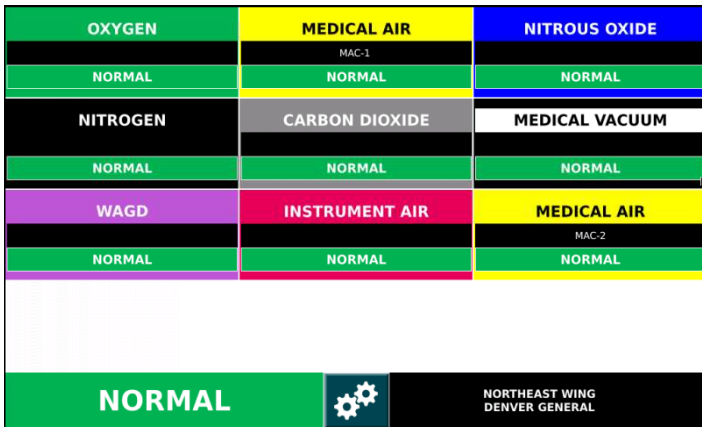 OXYGEN
MEDICAL AIR
NITROUS OXIDE
MAC-1
NORMAL
NORMAL
NORMAL
NITROGEN
CARBON DIOXIDE
MEDICAL VACUUM
NORMAL
NORMAL
NORMAL
WAGD
INSTRUMENT AIR
MEDICAL AIR
MAC-2
NORMAL
NORMAL
NORMAL
NORMAL
NORTHEAST WING
DENVER GENERAL